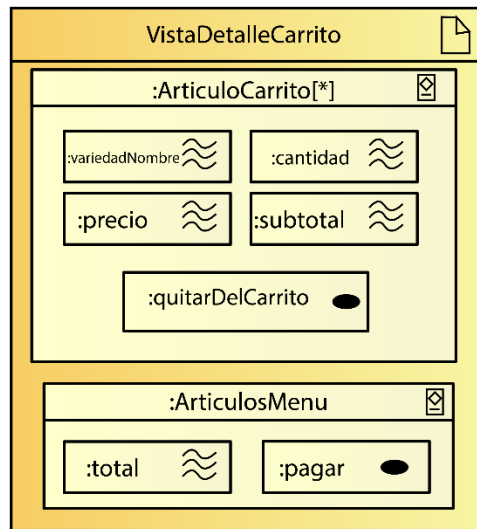 VistaDetalleCarrito
:ArticuloCarrito[*]
:variedadNombre
:cantidad
:precio
:subtotal
:quitarDelCarrito
:ArticulosMenu
:total
:pagar